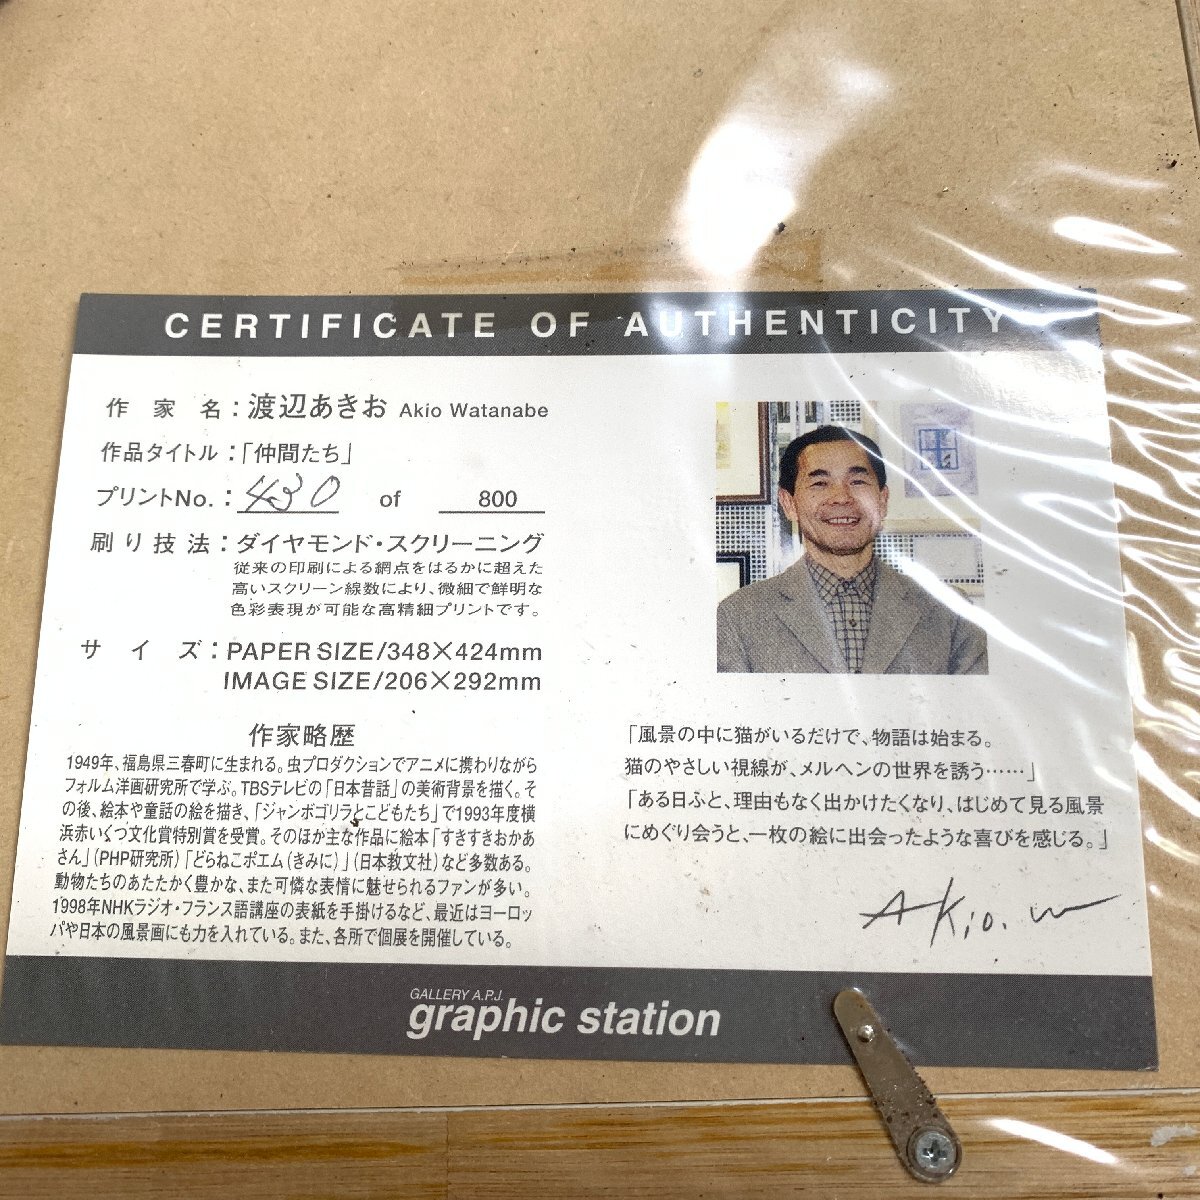 CERTIFICATE OF AUTHENTICITY
作家名：渡辺あきお Akio Watanabe
作品タイトル：「仲間たち」
プリントNo.：430 of 800
刷り技法：ダイヤモンド・スクリーニング
従来の印刷による網点をはるかに超えた
高いスクリーン線数により、微細で鮮明な
色彩表現が可能な高精細プリントです。
サイズ：PAPER SIZE/348×424mm
IMAGE SIZE/206×292mm
作家略歴
1949年、福島県三春町に生まれる。虫プロダクションでアニメに携わりながら
フォルム洋画研究所で学ぶ。TBSテレビの「日本昔話」の美術背景を描く。そ
の後、絵本や童話の絵を描き、「ジャンボゴリラとこどもたち」で1993年度横
浜赤いくつ文化賞特別賞を受賞。そのほか主な作品に絵本「すきすきおかあ
さん」（PHP研究所）「どらねこポエム（きみに）」（日本教文社）など多数ある。
動物たちのあたたかく豊かな、また可憐な表情に魅せられるファンが多い。
1998年NHKラジオ・フランス語講座の表紙を手掛けるなど、最近はヨーロッ
パや日本の風景画にも力を入れている。また、各所で個展を開催している。
「風景の中に猫がいるだけで、物語は始まる。
猫のやさしい視線が、メルヘンの世界を誘う……」
「ある日ふと、理由もなく出かけたくなり、はじめて見る風景
にめぐり会うと、一枚の絵に出会ったような喜びを感じる。」
Akio. W
GALLERY A.P.J.
graphic station